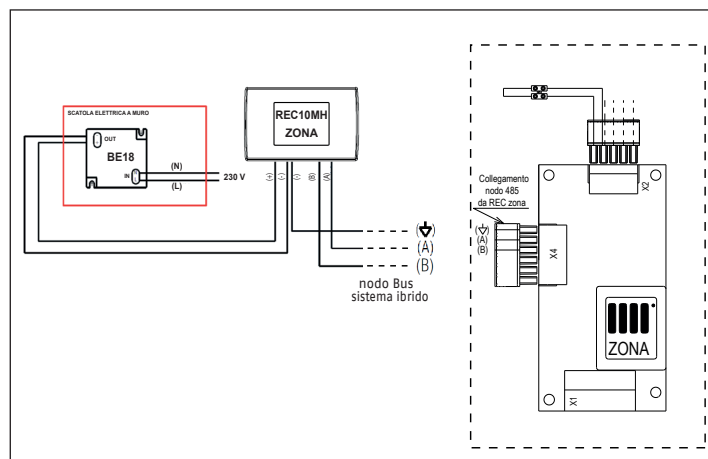 SCATOLA ELETTRICA A MURO
OUT
BE18
IN
N
L
(N)
(L)
230 V
REC10MH
ZONA
(+)
(-)
(-)
(B)
(A)
(A)
(B)
nodo Bus
sistema ibrido
Collegamento
nodo 485
da REC zona
(A)
(B)
X2
X4
ZONA
X1